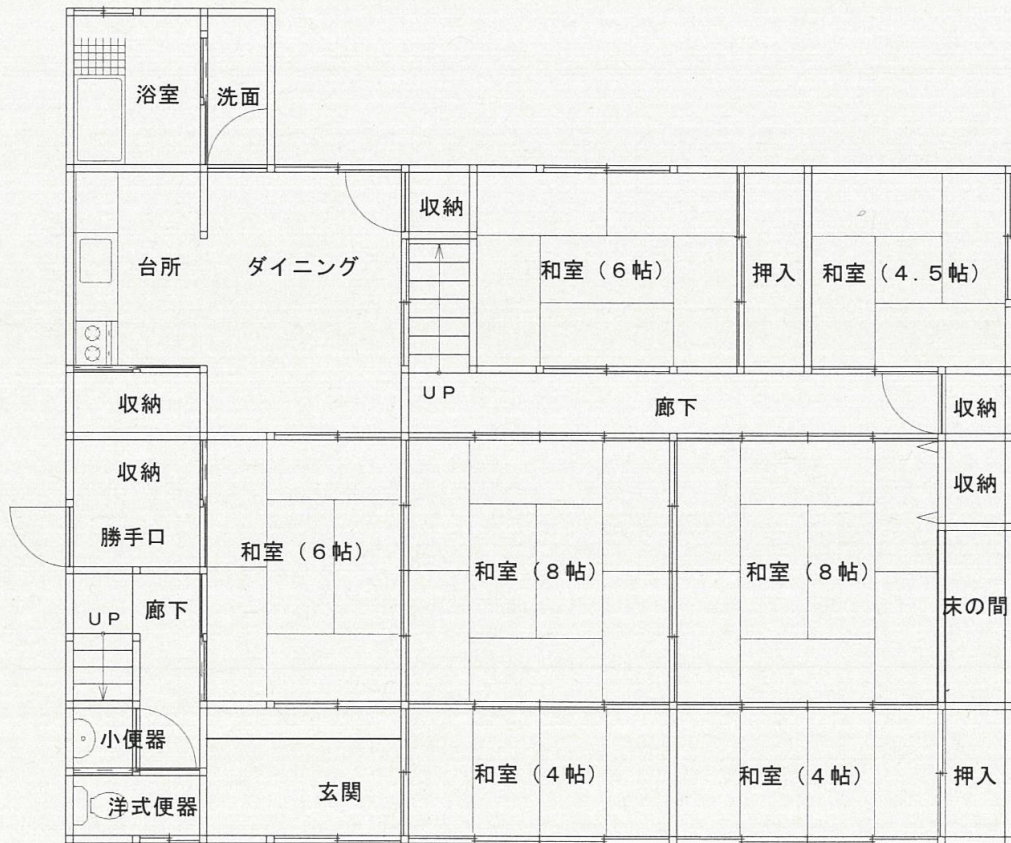 浴室
洗面
収納
台所
ダイニング
和室（６帖）
押入
和室（４.５帖）
ＵＰ
収納
廊下
収納
収納
収納
勝手口
和室（６帖）
和室（８帖）
和室（８帖）
床の間
ＵＰ
廊下
小便器
洋式便器
玄関
和室（４帖）
和室（４帖）
押入